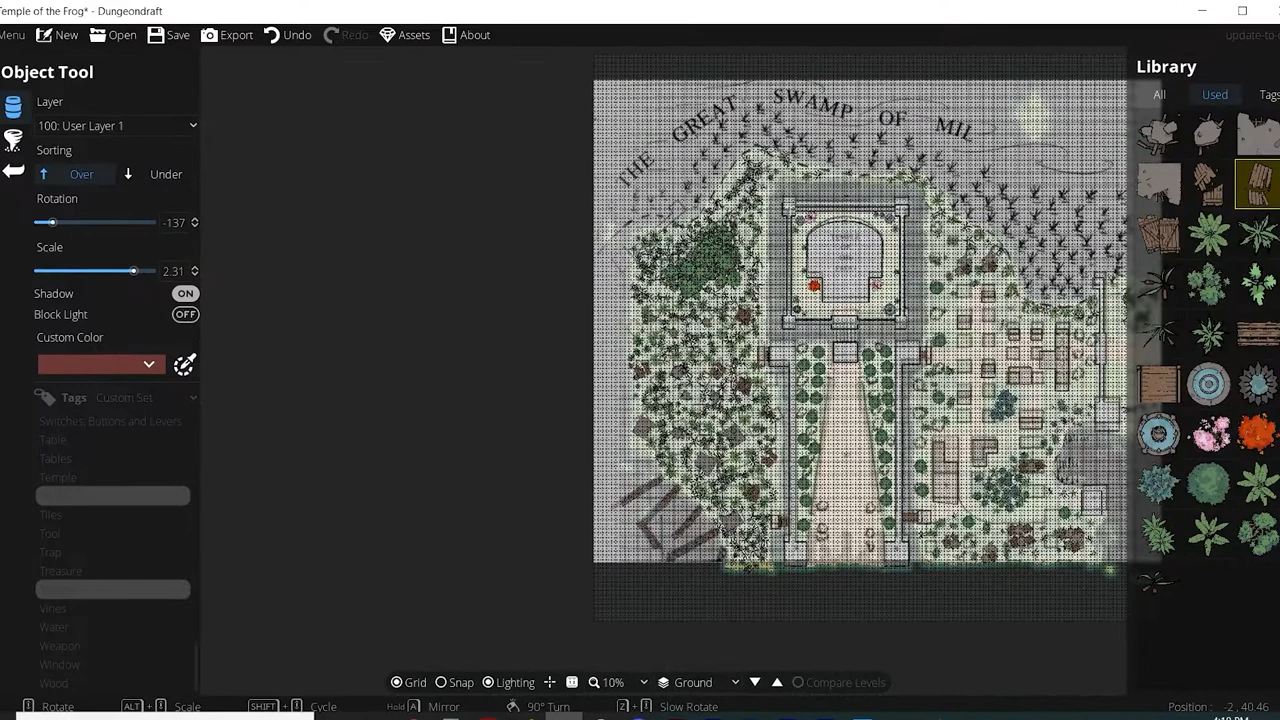 Temple of the Frog* - Dungeondraft
Menu New Open Save Export Undo Redo Assets About
Object Tool
Layer
100: User Layer 1
Sorting
Over Under
Rotation
-137
Scale
2.31
Shadow ON
Block Light OFF
Custom Color
Tags Custom Set
Switches, Buttons and Levers
Table
Tables
Temple
Tiles
Tool
Trap
Treasure
Vines
Water
Weapon
Window
Wood
THE GREAT SWAMP OF MIL
Library
All Used Tags
Grid Snap Lighting 10% Ground Compare Levels
Rotate ALT + Scale SHIFT + Cycle Hold A Mirror 90° Turn Z + Slow Rotate Position - -2, 40.46